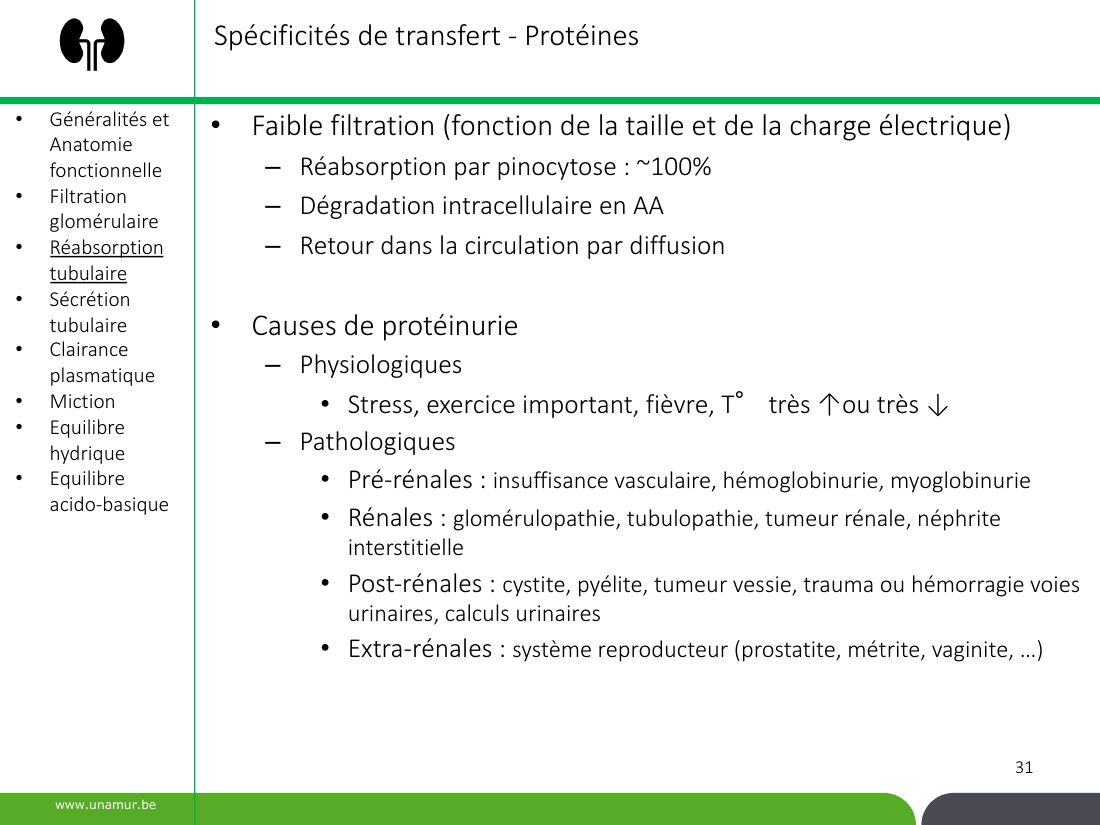 Spécificités de transfert - Protéines
• Généralités et
Anatomie
fonctionnelle
• Filtration
glomérulaire
• Réabsorption
tubulaire
• Sécrétion
tubulaire
• Clairance
plasmatique
• Miction
• Equilibre
hydrique
• Equilibre
acido-basique
• Faible filtration (fonction de la taille et de la charge électrique)
– Réabsorption par pinocytose : ~100%
– Dégradation intracellulaire en AA
– Retour dans la circulation par diffusion
• Causes de protéinurie
– Physiologiques
• Stress, exercice important, fièvre, T° très ↑ou très ↓
– Pathologiques
• Pré-rénales : insuffisance vasculaire, hémoglobinurie, myoglobinurie
• Rénales : glomérulopathie, tubulopathie, tumeur rénale, néphrite
interstitielle
• Post-rénales : cystite, pyélite, tumeur vessie, trauma ou hémorragie voies
urinaires, calculs urinaires
• Extra-rénales : système reproducteur (prostatite, métrite, vaginite, …)
31
www.unamur.be